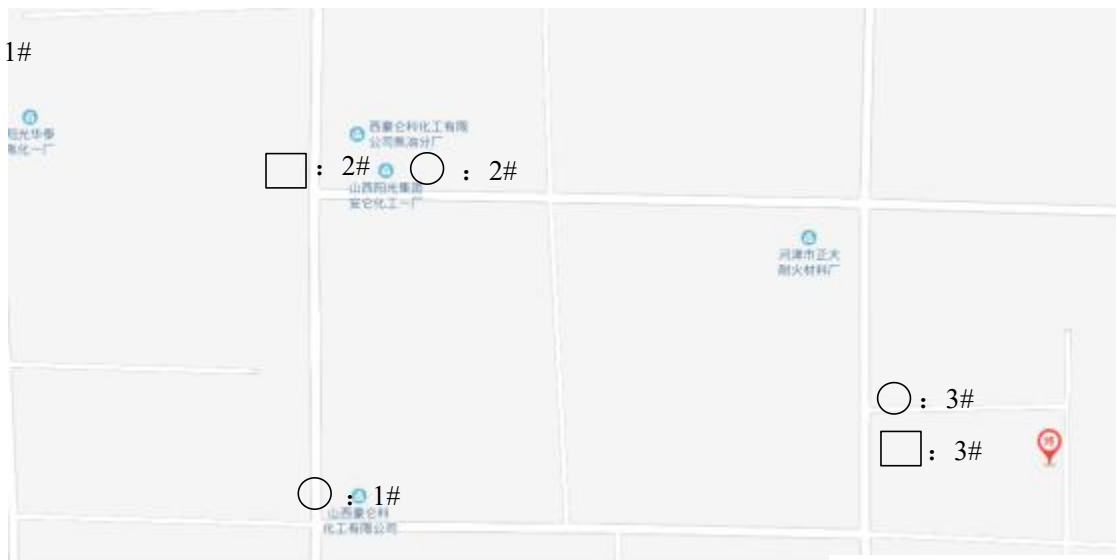 1#
阳光华泰
焦化一厂
西豪仑科化工有限
公司焦油分厂
：2#
：2#
山西阳光集团
安仑化工一厂
河津市正大
耐火材料厂
：3#
：3#
：1#
山西豪仑科
化工有限公司